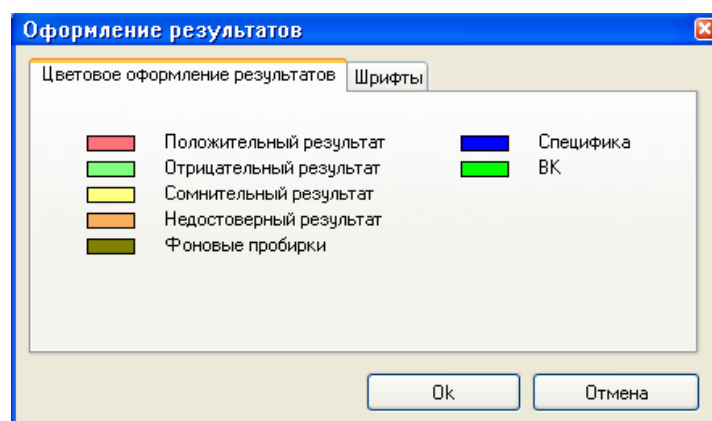 Оформление результатов
Цветовое оформление результатов
Шрифты
Положительный результат
Отрицательный результат
Сомнительный результат
Недостоверный результат
Фоновые пробирки
Специфика
ВК
Ok
Отмена